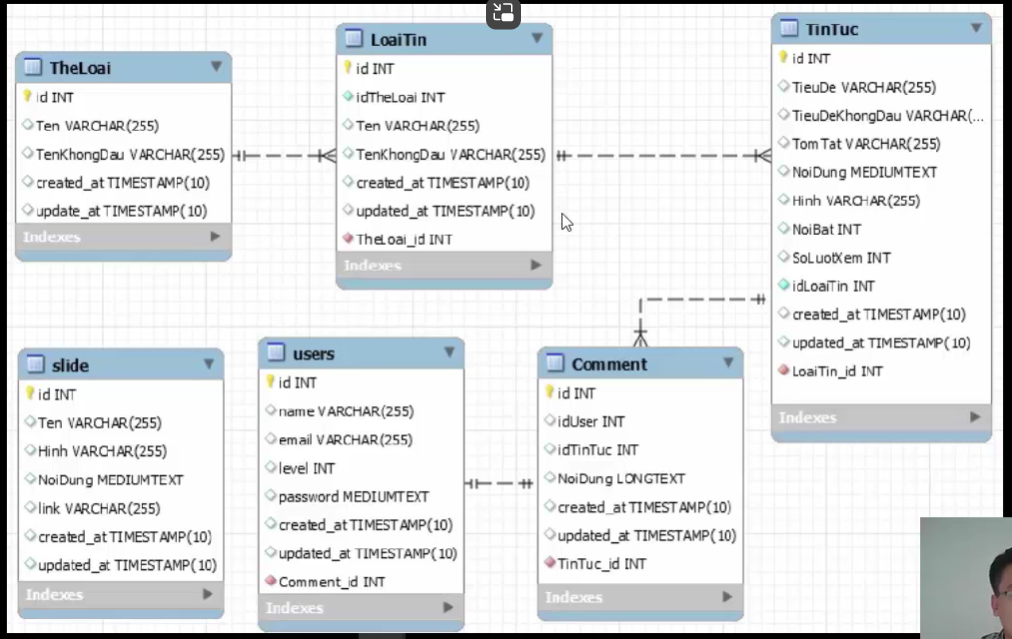 TheLoai
id INT
Ten VARCHAR(255)
TenKhongDau VARCHAR(255)
created_at TIMESTAMP(10)
update_at TIMESTAMP(10)
Indexes
LoaiTin
id INT
idTheLoai INT
Ten VARCHAR(255)
TenKhongDau VARCHAR(255)
created_at TIMESTAMP(10)
updated_at TIMESTAMP(10)
TheLoai_id INT
Indexes
TinTuc
id INT
TieuDe VARCHAR(255)
TieuDeKhongDau VARCHAR(...
TomTat VARCHAR(255)
NoiDung MEDIUMTEXT
Hinh VARCHAR(255)
NoiBat INT
SoLuotXem INT
idLoaiTin INT
created_at TIMESTAMP(10)
updated_at TIMESTAMP(10)
LoaiTin_id INT
Indexes
slide
id INT
Ten VARCHAR(255)
Hinh VARCHAR(255)
NoiDung MEDIUMTEXT
link VARCHAR(255)
created_at TIMESTAMP(10)
updated_at TIMESTAMP(10)
Indexes
users
id INT
name VARCHAR(255)
email VARCHAR(255)
level INT
password MEDIUMTEXT
created_at TIMESTAMP(10)
updated_at TIMESTAMP(10)
Comment_id INT
Indexes
Comment
id INT
idUser INT
idTinTuc INT
NoiDung LONGTEXT
created_at TIMESTAMP(10)
updated_at TIMESTAMP(10)
TinTuc_id INT
Indexes